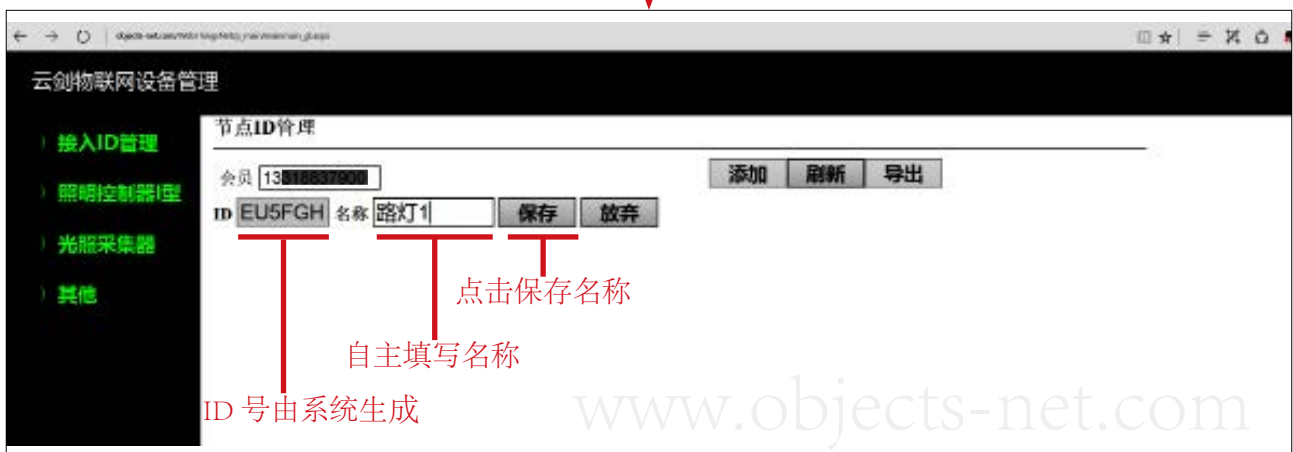 云剑物联网设备管理
接入ID管理
照明控制器I型
光照采集器
其他
节点ID管理
会员 13
添加 刷新 导出
ID EU5FGH 名称 路灯1 保存 放弃
点击保存名称
自主填写名称
ID 号由系统生成
www.objects-net.com